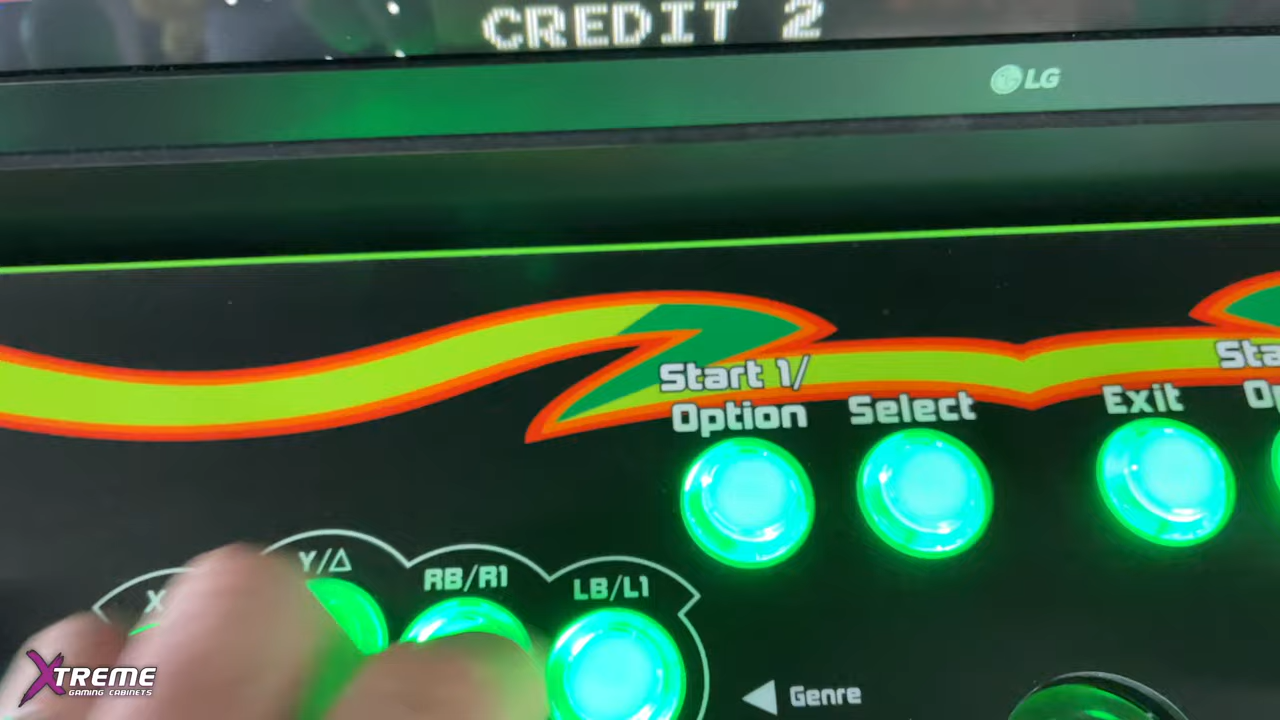 CREDIT 2
LG
Start 1/
Option
Select
Exit
Y/Δ
RB/R1
LB/L1
Genre
XTREME
GAMING CABINETS